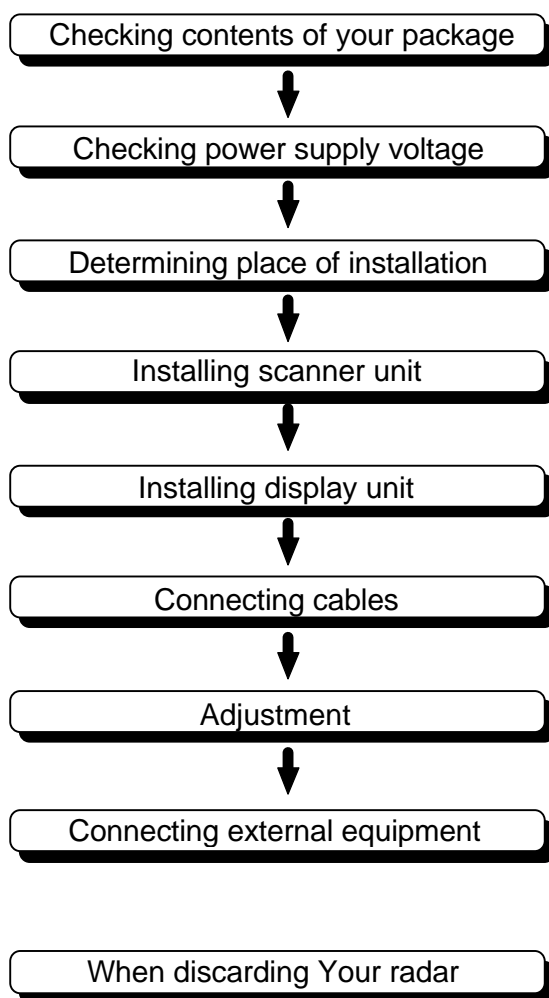 Checking contents of your package
Checking power supply voltage
Determining place of installation
Installing scanner unit
Installing display unit
Connecting cables
Adjustment
Connecting external equipment
When discarding Your radar